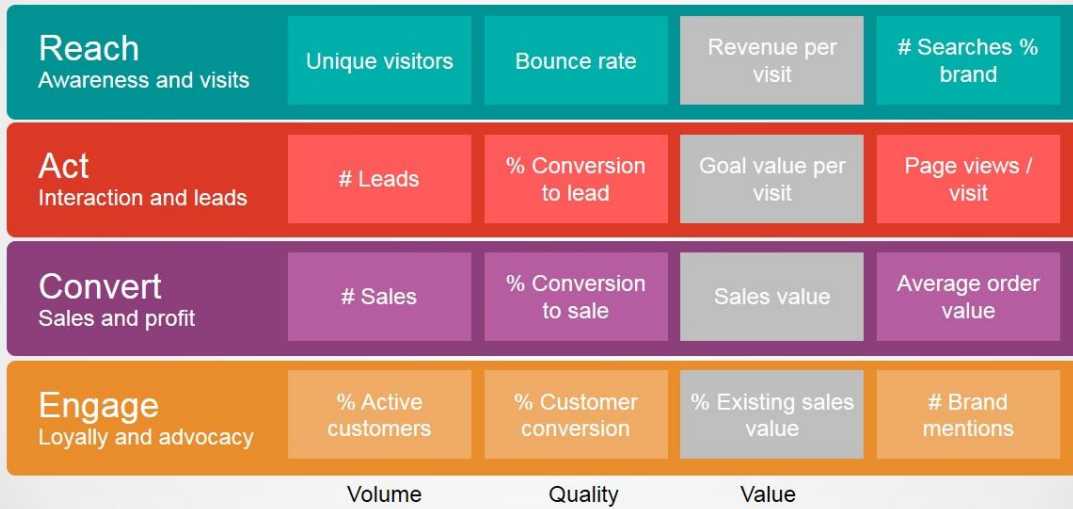 Reach
Awareness and visits
Unique visitors
Bounce rate
Revenue per
visit
# Searches %
brand
Act
Interaction and leads
# Leads
% Conversion
to lead
Goal value per
visit
Page views /
visit
Convert
Sales and profit
# Sales
% Conversion
to sale
Sales value
Average order
value
Engage
Loyally and advocacy
% Active
customers
% Customer
conversion
% Existing sales
value
# Brand
mentions
Volume
Quality
Value